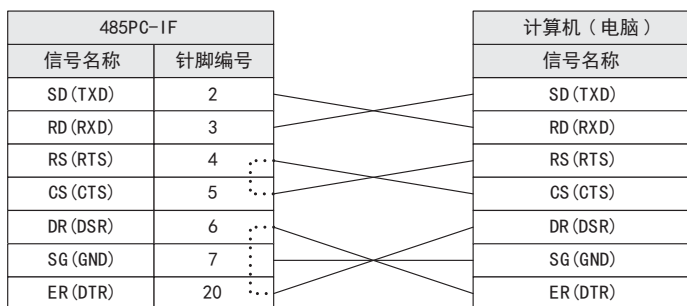 485PC-IF 计算机（电脑）
信号名称 针脚编号 信号名称
SD(TXD) 2 SD(TXD)
RD(RXD) 3 RD(RXD)
RS(RTS) 4 RS(RTS)
CS(CTS) 5 CS(CTS)
DR(DSR) 6 DR(DSR)
SG(GND) 7 SG(GND)
ER(DTR) 20 ER(DTR)